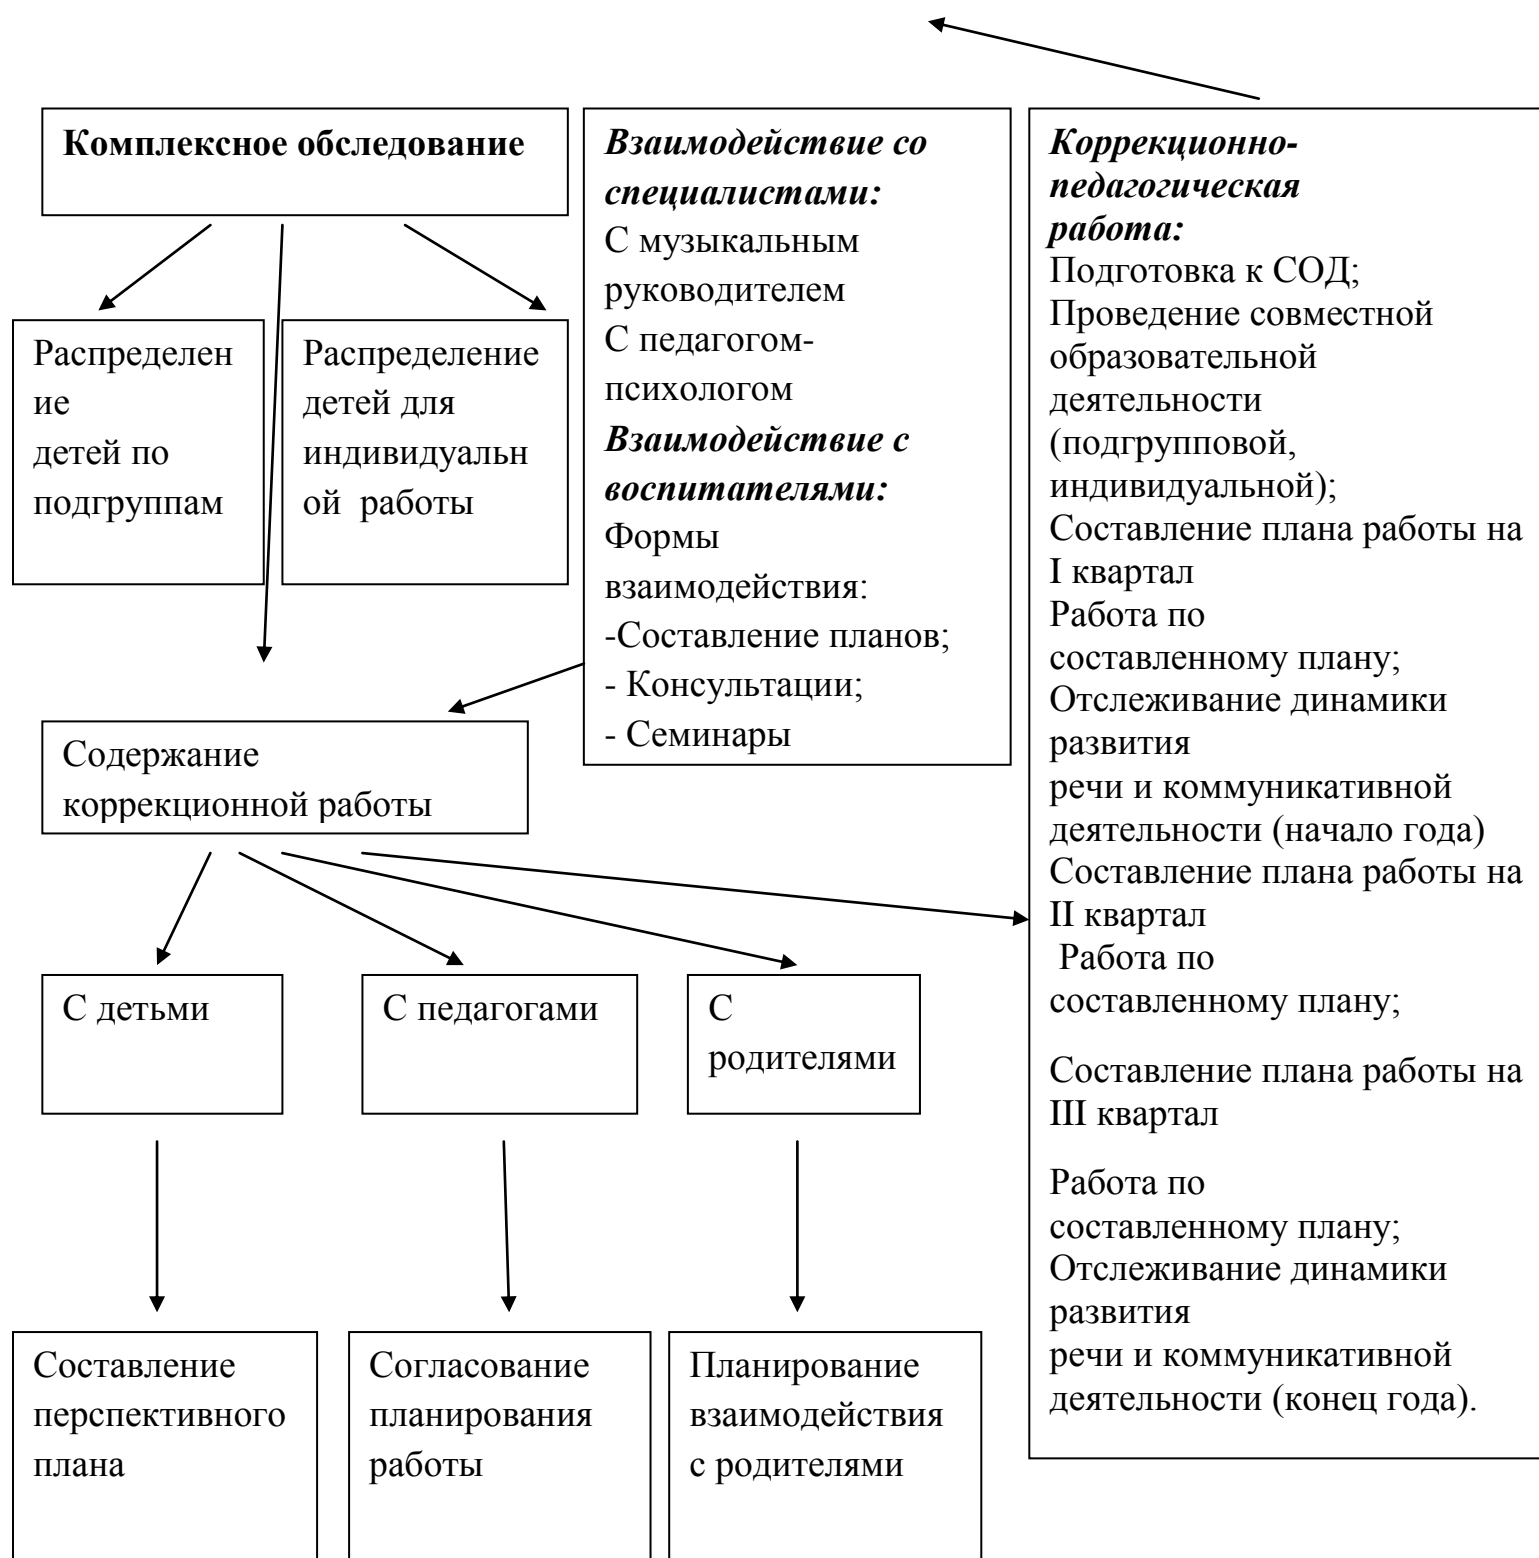 Комплексное обследование
Распределен
ие
детей по
подгруппам
Распределение
детей для
индивидуальн
ой  работы
Взаимодействие со
специалистами:
С музыкальным
руководителем
С педагогом-
психологом
Взаимодействие с
воспитателями:
Формы
взаимодействия:
-Составление планов;
- Консультации;
- Семинары
Коррекционно-
педагогическая
работа:
Подготовка к СОД;
Проведение совместной
образовательной
деятельности
(подгрупповой,
индивидуальной);
Составление плана работы на
I квартал
Работа по
составленному плану;
Отслеживание динамики
развития
речи и коммуникативной
деятельности (начало года)
Составление плана работы на
II квартал
Работа по
составленному плану;
Составление плана работы на
III квартал
Работа по
составленному плану;
Отслеживание динамики
развития
речи и коммуникативной
деятельности (конец года).
Содержание
коррекционной работы
С детьми
С педагогами
С
родителями
Составление
перспективного
плана
Согласование
планирования
работы
Планирование
взаимодействия
с родителями